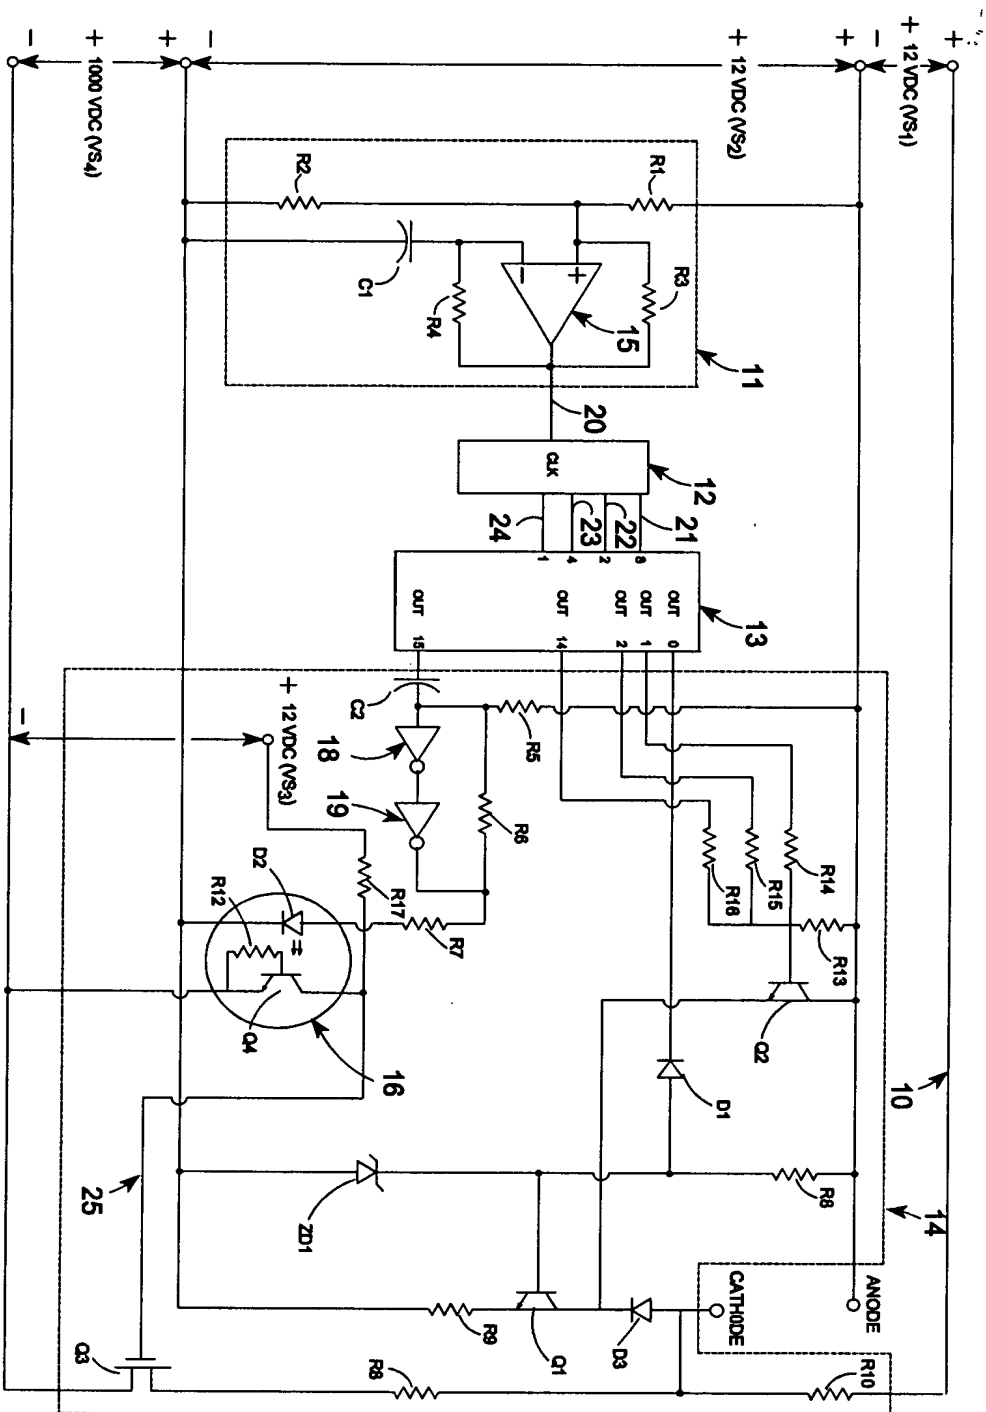 +
+ 12 VDC (VS1)
-
10
14
ANODE
CATHODE
R10
+
+ 12 VDC (VS2)
-
11
R1
R3
15
+
-
R2
R4
C1
20
12
CLK
21
22
23
24
13
8
2
4
1
OUT 0
OUT 1
OUT 2
OUT 14
OUT 15
R14
R15
R16
R13
Q2
D1
R8
D3
Q1
R9
R8
R5
R6
C2
18
19
R7
R17
+ 12 VDC (VS3)
-
D2
R12
Q4
16
ZD1
25
Q3
+
+ 1000 VDC (VS4)
-